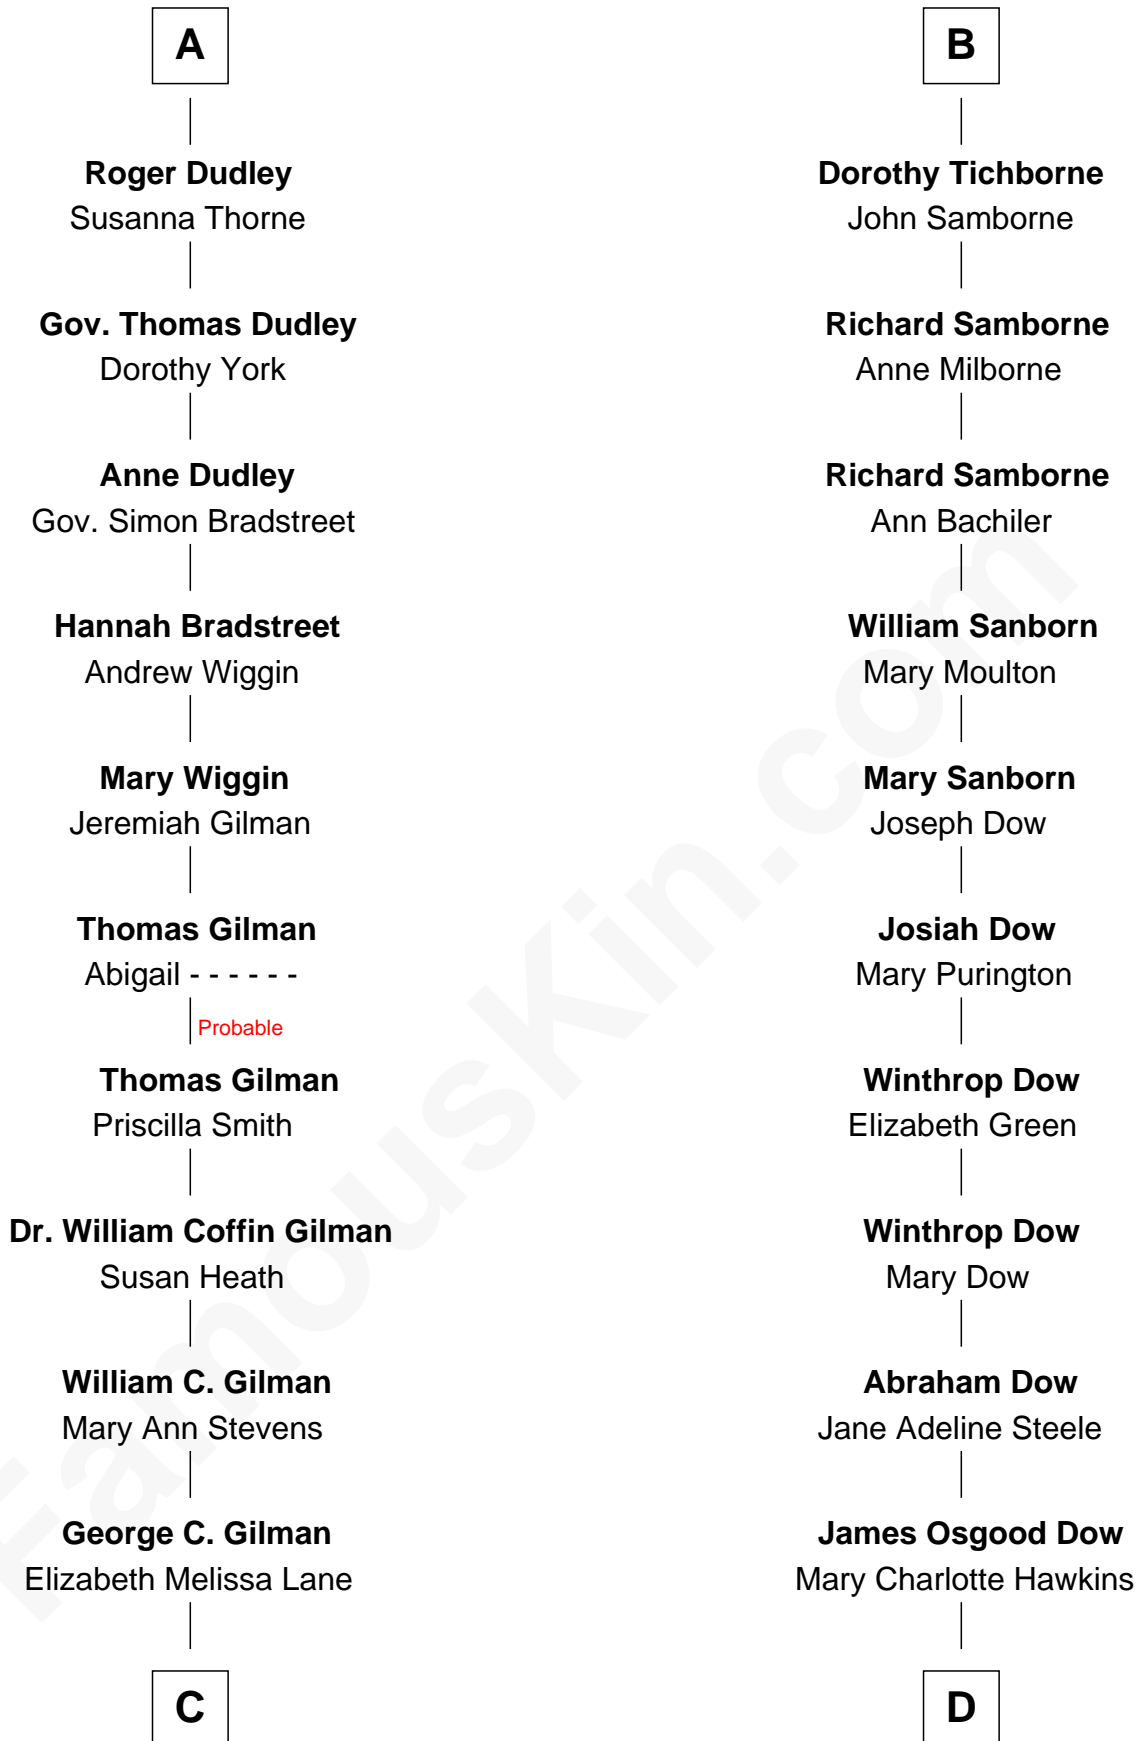 A
Roger Dudley
Susanna Thorne
Gov. Thomas Dudley
Dorothy York
Anne Dudley
Gov. Simon Bradstreet
Hannah Bradstreet
Andrew Wiggin
Mary Wiggin
Jeremiah Gilman
Thomas Gilman
Abigail - - - - - -
Probable
Thomas Gilman
Priscilla Smith
Dr. William Coffin Gilman
Susan Heath
William C. Gilman
Mary Ann Stevens
George C. Gilman
Elizabeth Melissa Lane
C
B
Dorothy Tichborne
John Samborne
Richard Samborne
Anne Milborne
Richard Samborne
Ann Bachiler
William Sanborn
Mary Moulton
Mary Sanborn
Joseph Dow
Josiah Dow
Mary Purington
Winthrop Dow
Elizabeth Green
Winthrop Dow
Mary Dow
Abraham Dow
Jane Adeline Steele
James Osgood Dow
Mary Charlotte Hawkins
D
FamousKin.com